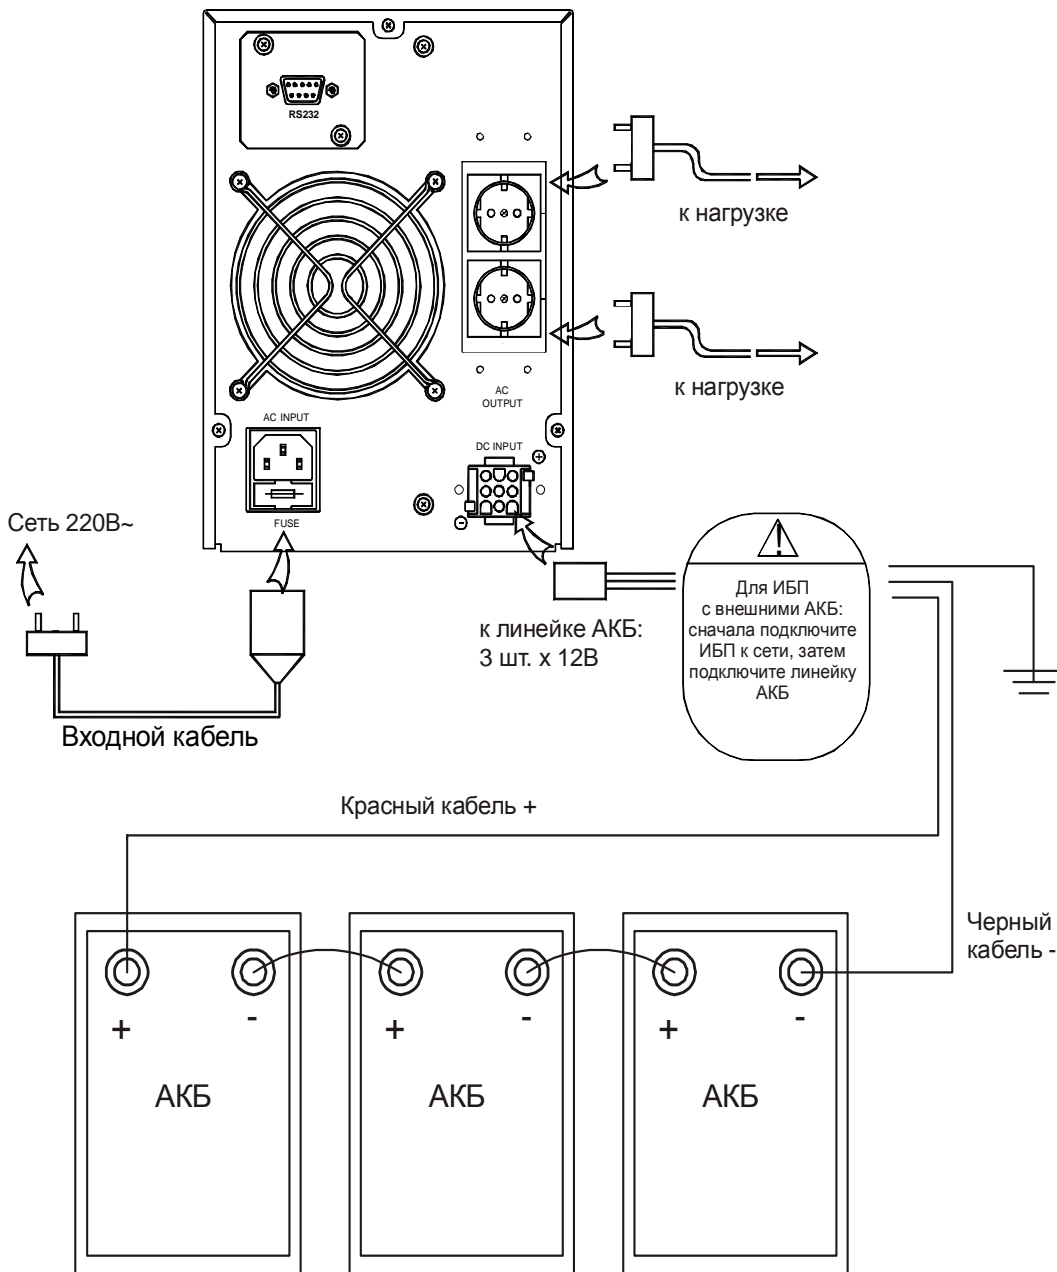 RS232
к нагрузке
к нагрузке
AC
OUTPUT
AC INPUT
DC INPUT
+
-
FUSE
Сеть 220В~
Входной кабель
к линейке АКБ:
3 шт. x 12В
!
Для ИБП
с внешними АКБ:
сначала подключите
ИБП к сети, затем
подключите линейку
АКБ
Красный кабель +
Черный
кабель -
+ - + - + -
АКБ АКБ АКБ